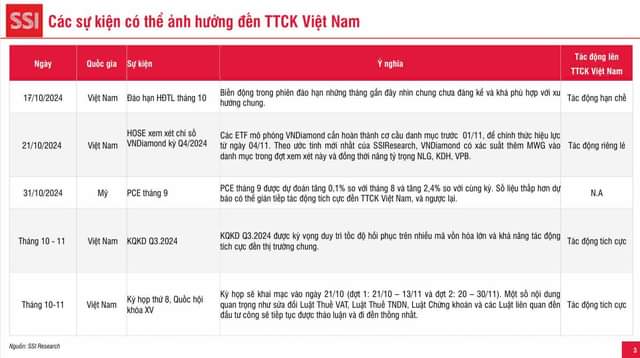 SSI
Các sự kiện có thể ảnh hưởng đến TTCK Việt Nam
Ngày
Quốc gia
Sự kiện
Ý nghĩa
Tác động lên
TTCK Việt Nam
17/10/2024
Việt Nam
Đáo hạn HĐTL tháng 10
Biến động trong phiên đáo hạn những tháng gần đây nhìn chung chưa đáng kể và khá phù hợp với xu
hướng chung.
Tác động hạn chế
21/10/2024
Việt Nam
HOSE xem xét chỉ số
VNDiamond kỳ Q4/2024
Các ETF mô phỏng VNDiamond cần hoàn thành cơ cấu danh mục trước 01/11, để chính thức hiệu lực
từ ngày 04/11. Theo ước tính mới nhất của SSIResearch, VNDiamond có xác suất thêm MWG vào
danh mục trong đợt xem xét này và đồng thời nâng tỷ trọng NLG, KDH, VPB.
Tác động riêng lẻ
31/10/2024
Mỹ
PCE tháng 9
PCE tháng 9 được dự đoán tăng 0,1% so với tháng 8 và tăng 2,4% so với cùng kỳ. Số liệu thấp hơn dự
báo có thể gián tiếp tác động tích cực đến TTCK Việt Nam, và ngược lại.
N.A
Tháng 10 - 11
Việt Nam
KQKD Q3.2024
KQKD Q3.2024 được kỳ vọng duy trì tốc độ hồi phục trên nhiều mã vốn hóa lớn và khả năng tác động
tích cực đến thị trường chung.
Tác động tích cực
Tháng 10-11
Việt Nam
Kỳ họp thứ 8, Quốc hội
khóa XV
Kỳ họp sẽ khai mạc vào ngày 21/10 (đợt 1: 21/10 – 13/11 và đợt 2: 20 – 30/11). Một số nội dung
quan trọng như sửa đổi Luật Thuế VAT, Luật Thuế TNDN, Luật Chứng khoán và các Luật liên quan đến
đầu tư công sẽ tiếp tục được thảo luận và đi đến thống nhất.
Tác động tích cực
Nguồn: SSI Research
3